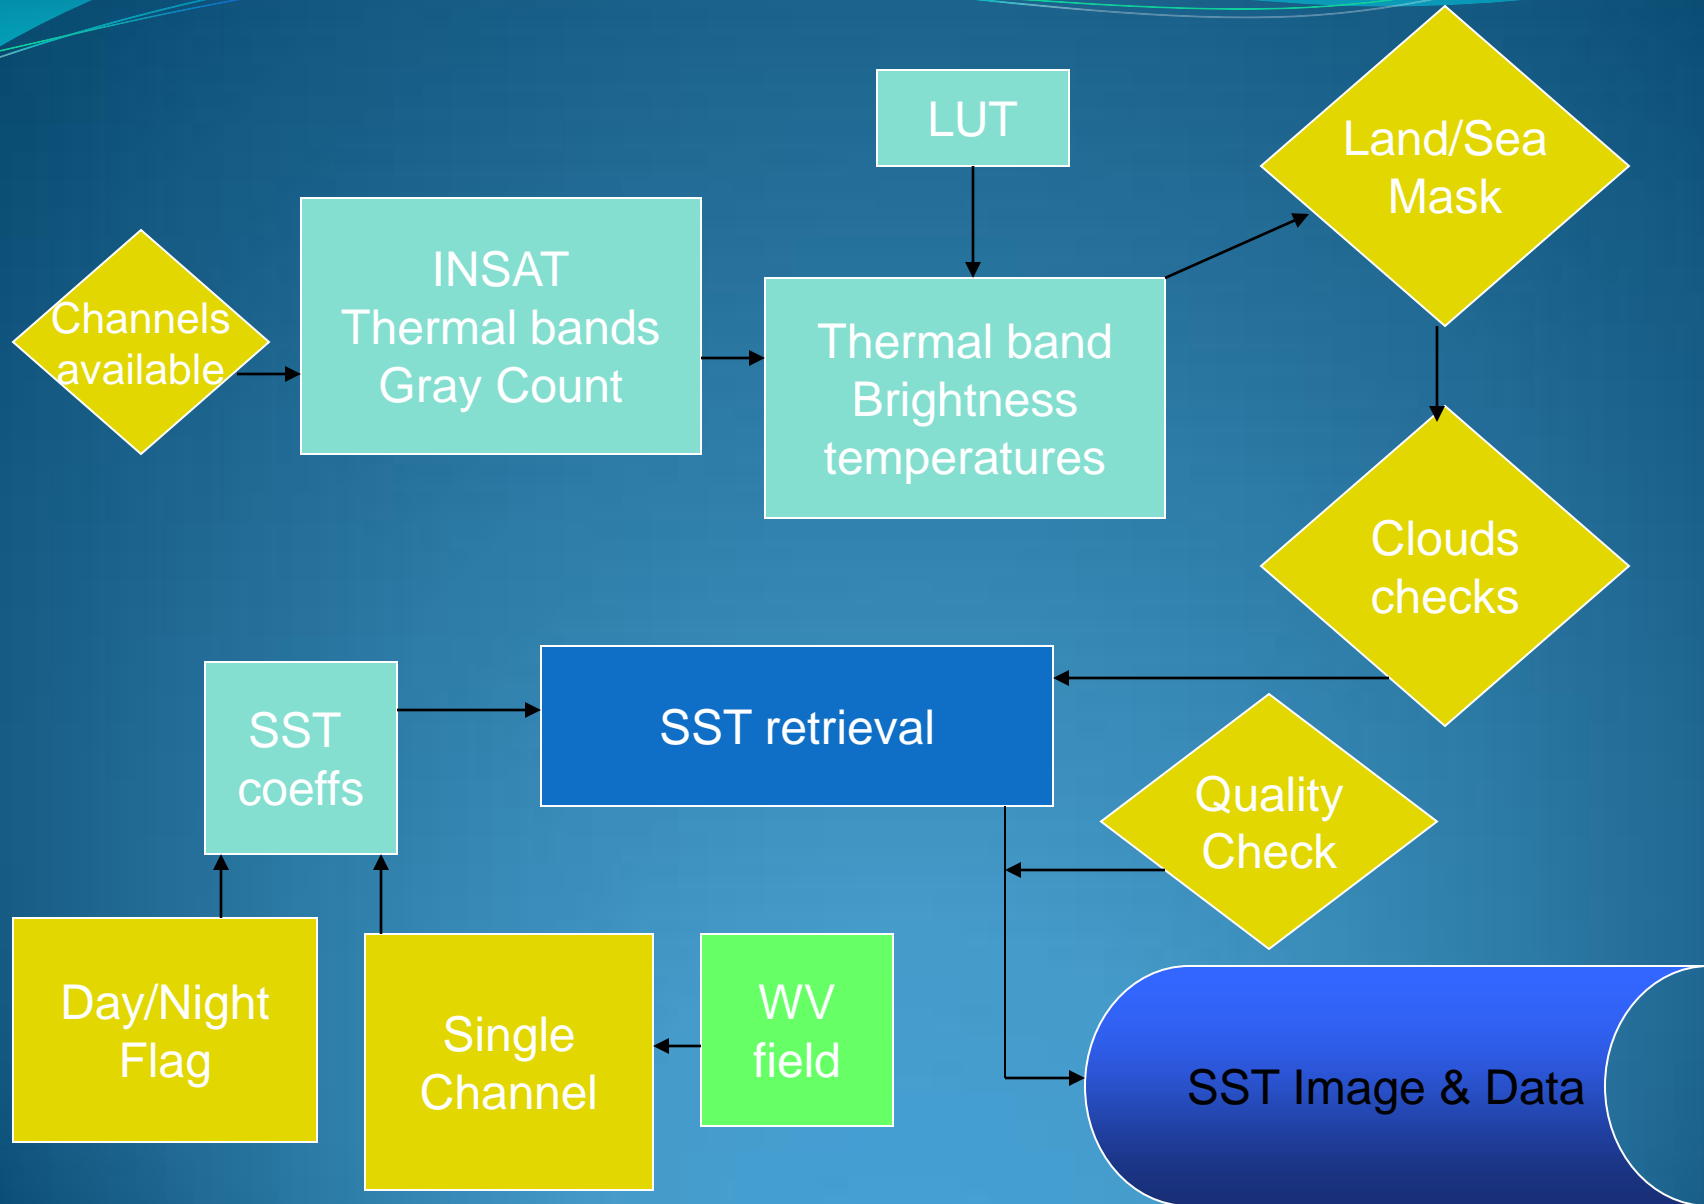 LUT
Land/Sea
Mask
Channels
available
INSAT
Thermal bands
Gray Count
Thermal band
Brightness
temperatures
Clouds
checks
SST
coeffs
SST retrieval
Quality
Check
Day/Night
Flag
Single
Channel
WV
field
SST Image & Data